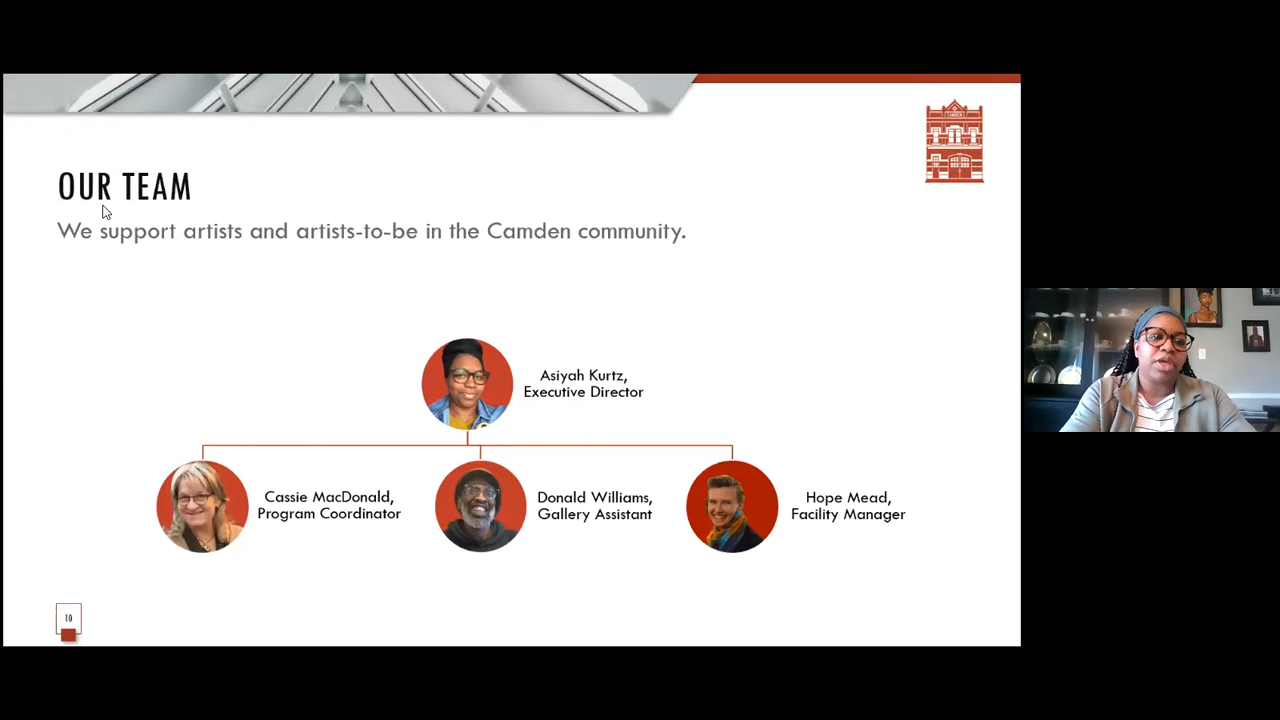 OUR TEAM
We support artists and artists-to-be in the Camden community.
Asiyah Kurtz,
Executive Director
Cassie MacDonald,
Program Coordinator
Donald Williams,
Gallery Assistant
Hope Mead,
Facility Manager
10